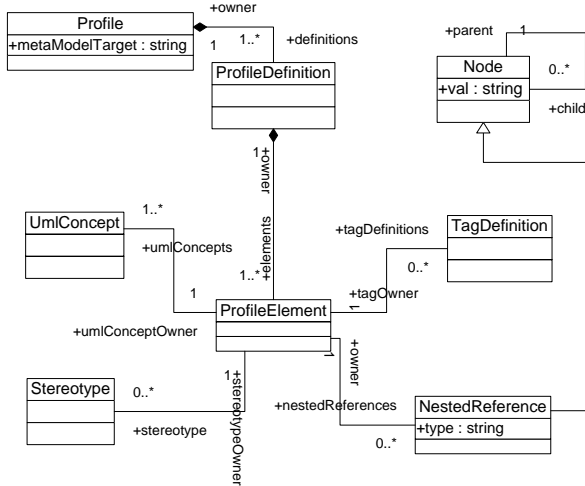 +owner
Profile
+metaModelTarget : string
1
1..*
+definitions
ProfileDefinition
+parent
1
Node
+val : string
0..*
+child
1
+owner
UmlConcept
1..*
+umlConcepts
+elements
1..*
+tagDefinitions
TagDefinition
0..*
1
ProfileElement
+tagOwner
1
+umlConceptOwner
1
+owner
Stereotype
0..*
+stereotype
1
+stereotypeOwner
+nestedReferences
0..*
NestedReference
+type : string